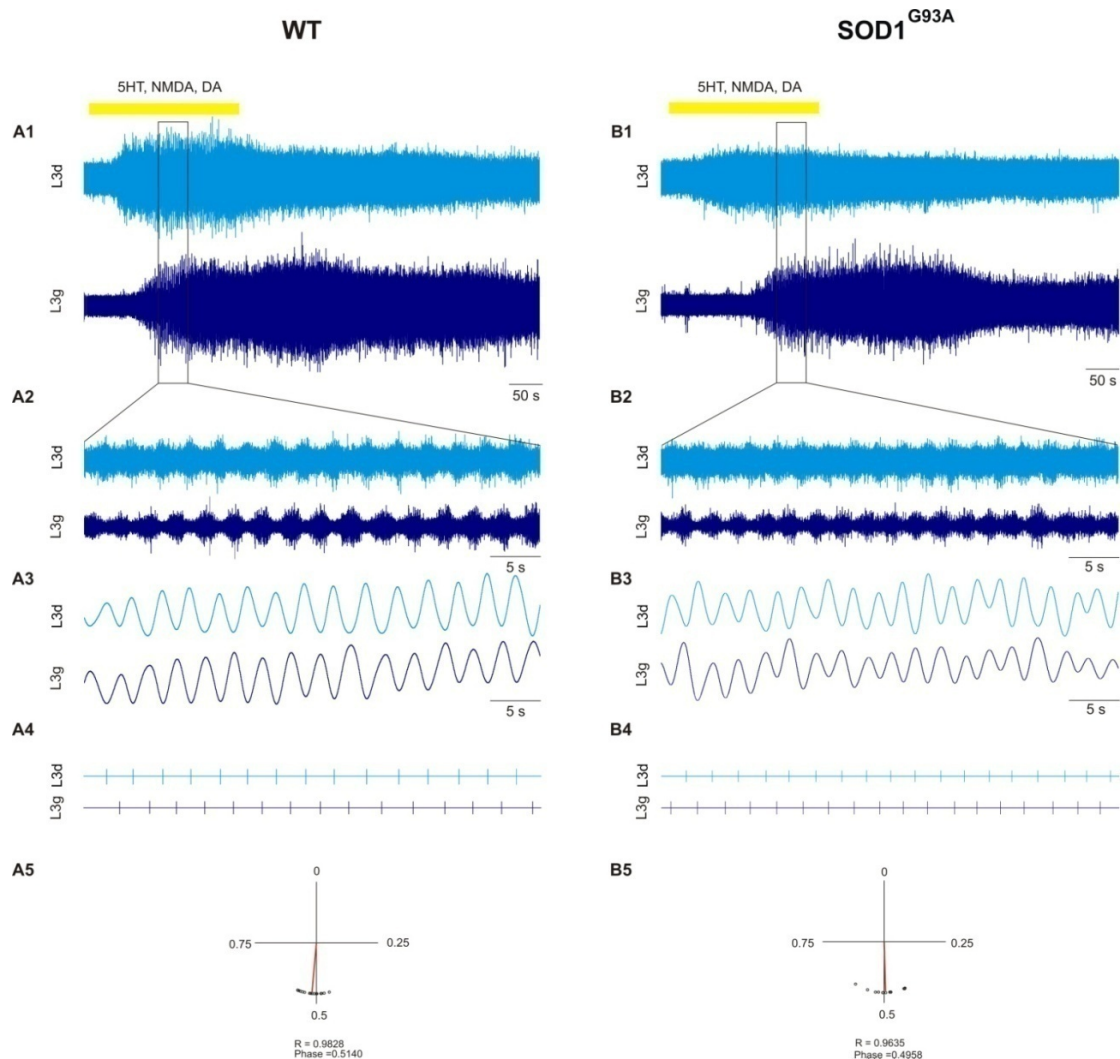 WT
SOD1 G93A
5HT, NMDA, DA
5HT, NMDA, DA
A1
B1
L3d
L3d
L3g
L3g
50 s
50 s
A2
B2
L3d
L3d
L3g
L3g
5 s
5 s
A3
B3
L3d
L3d
L3g
L3g
5 s
5 s
A4
B4
L3d
L3d
L3g
L3g
A5
B5
0
0
0.75
0.25
0.75
0.25
0.5
0.5
R = 0.9828
Phase =0.5140
R = 0.9635
Phase =0.4958